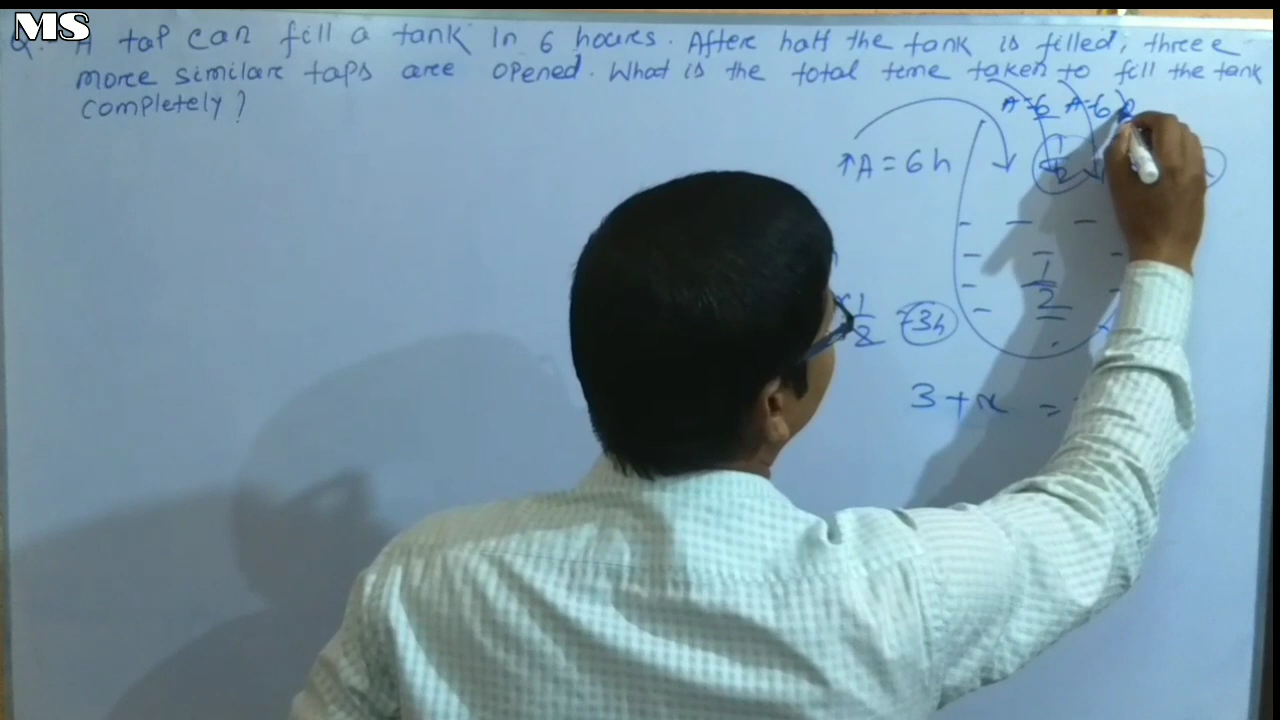 MS
Q:- A tap can fill a tank in 6 hours. After half the tank is filled, three
more similar taps are opened. What is the total time taken to fill the tank
completely?
A=6 A=6
↑A = 6h
1/2
1/2 = 3h
3+x =